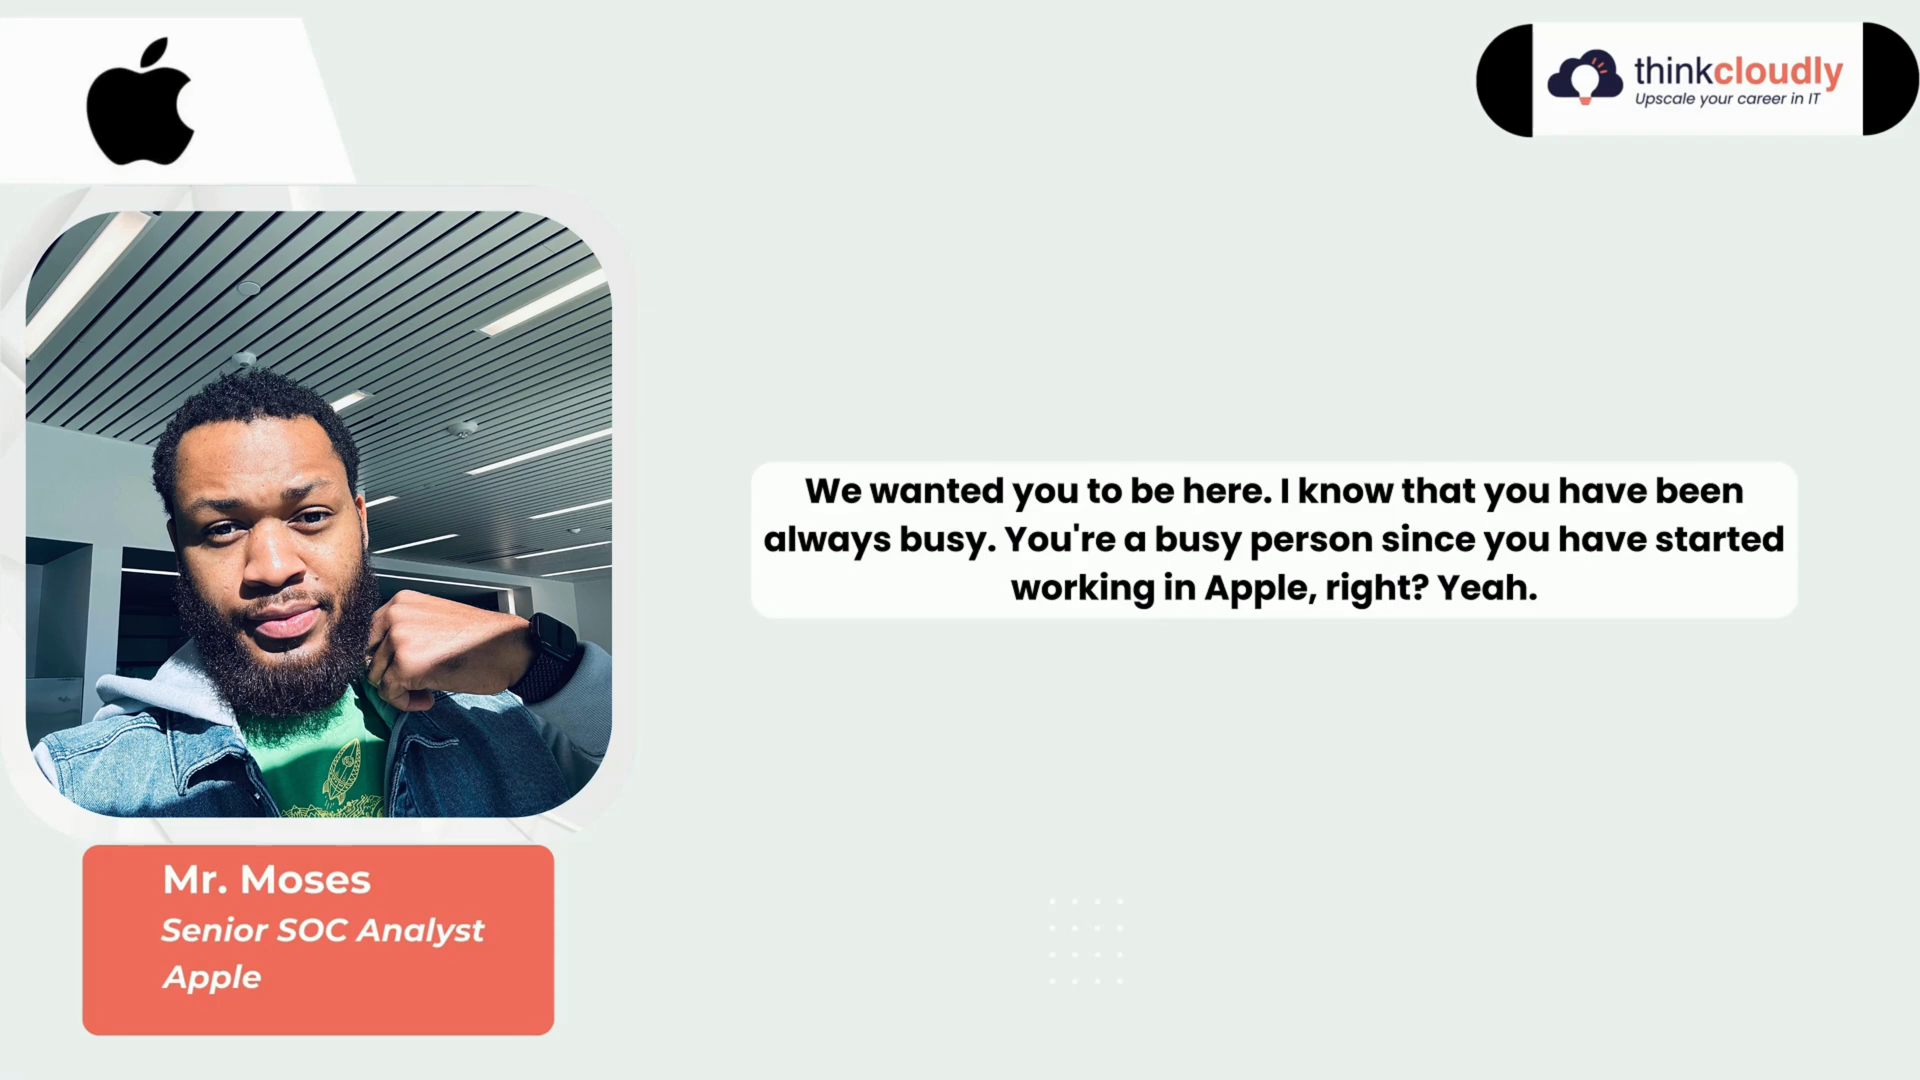 thinkcloudly
Upscale your career in IT
We wanted you to be here. I know that you have been
always busy. You're a busy person since you have started
working in Apple, right? Yeah.
Mr. Moses
Senior SOC Analyst
Apple